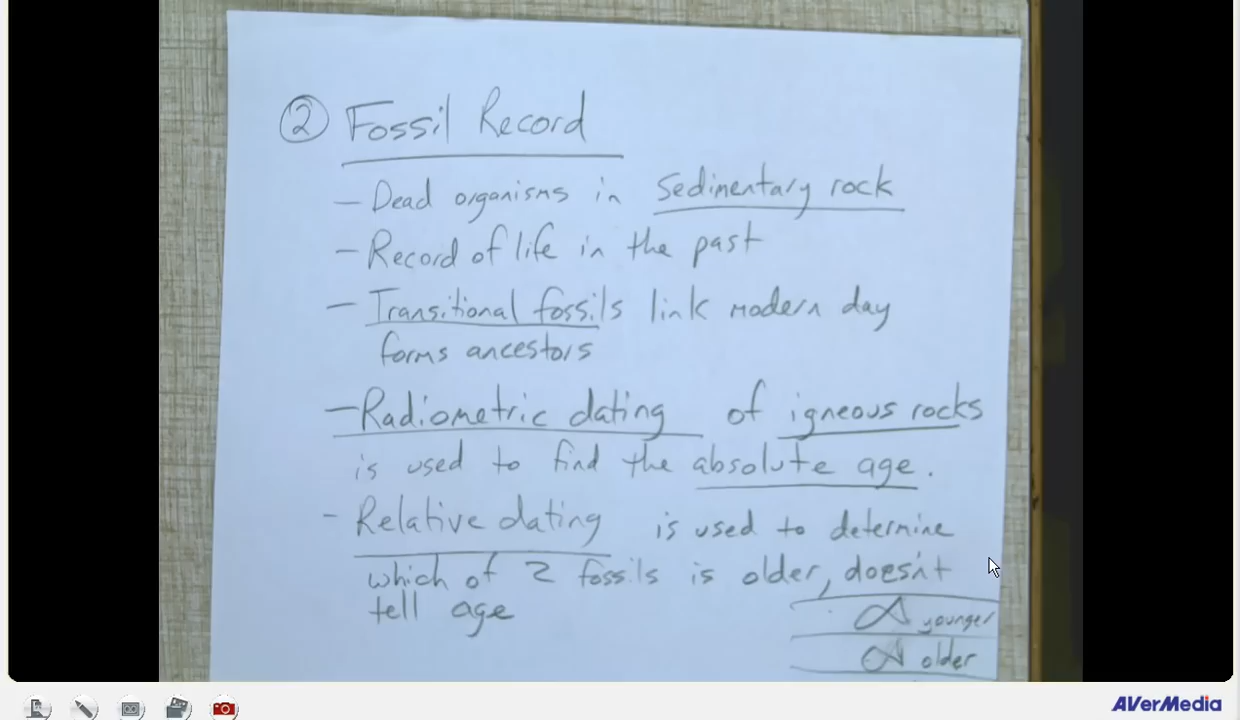 ② Fossil Record
- Dead organisms in sedimentary rock
- Record of life in the past
- Transitional fossils link modern day
forms ancestors
- Radiometric dating of igneous rocks
is used to find the absolute age.
- Relative dating is used to determine
which of 2 fossils is older, doesn't
tell age
younger
older
AVerMedia